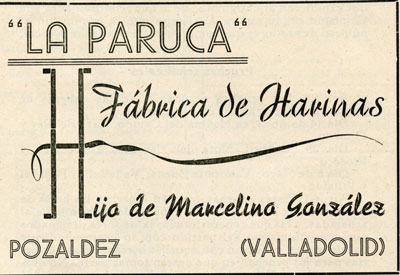 "LA PARUCA"
Fábrica de Harinas
Hijo de Marcelino González
POZALDEZ (VALLADOLID)